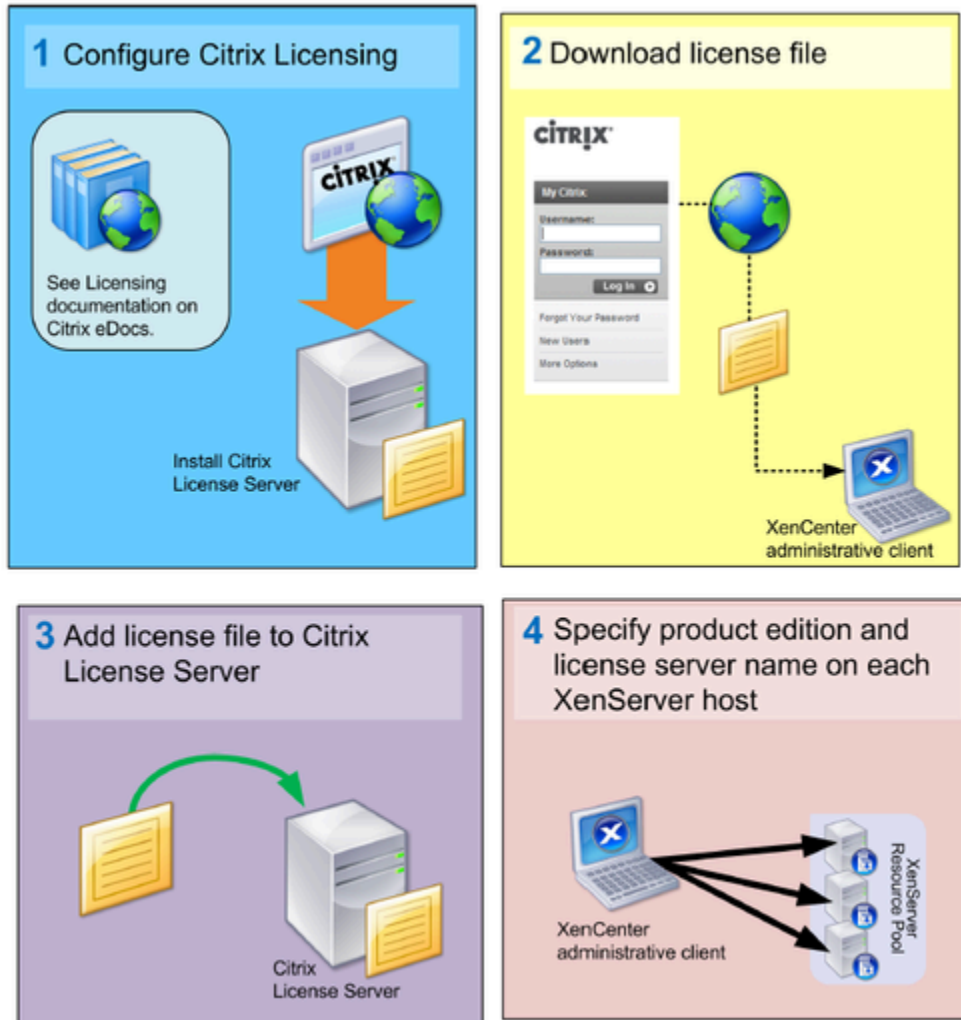 1 Configure Citrix Licensing
CITRIX
See Licensing
documentation on
Citrix eDocs.
Install Citrix
License Server
2 Download license file
CITRIX
My Citrix
Username:
Password:
Log In
Forgot Your Password
New Users
More Options
XenCenter
administrative client
3 Add license file to Citrix
License Server
Citrix
License Server
4 Specify product edition and
license server name on each
XenServer host
XenCenter
administrative client
XenServer
Resource Pool